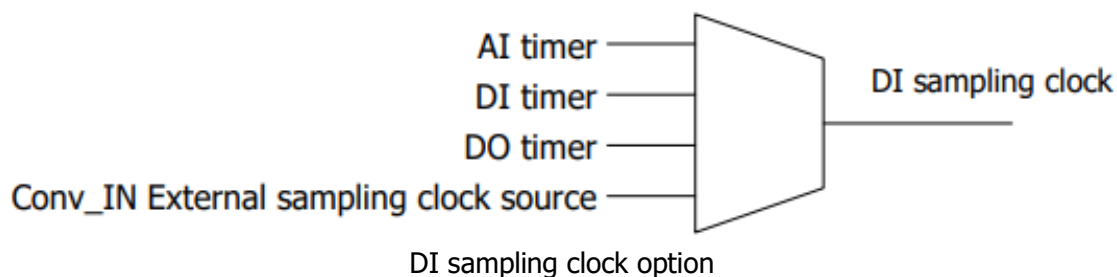 AI timer
DI timer
DO timer
Conv_IN External sampling clock source
DI sampling clock
DI sampling clock option